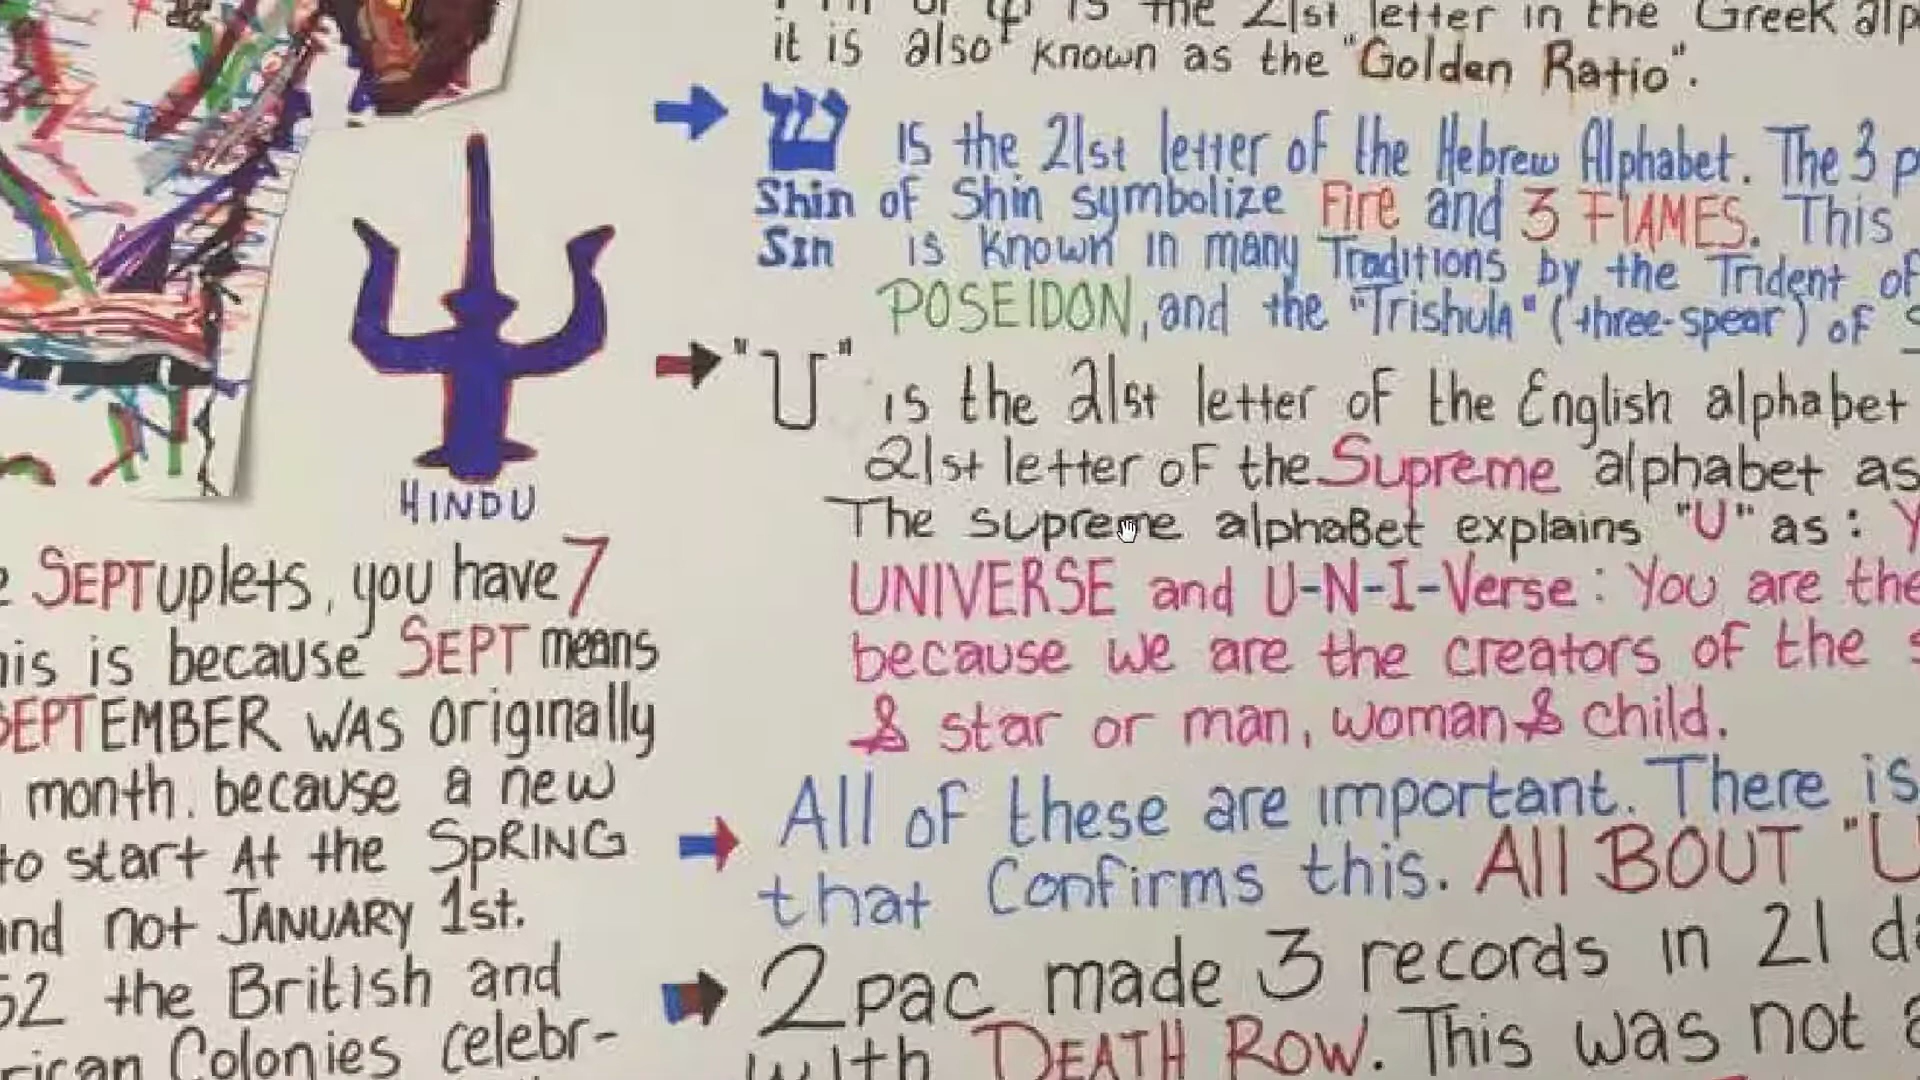 is the 21st letter in the Greek alp
it is also known as the "Golden Ratio".
ש is the 21st letter of the Hebrew Alphabet. The 3 p
Shin of Shin symbolize Fire and 3 FlAMES. This
Sin is known in many Traditions by the Trident of
POSEIDON, and the "Trishula" (three-spear) of
"U" is the 21st letter of the English alphabet
21st letter of the Supreme alphabet as
The supreme alphaBet explains "U" as: Y
UNIVERSE and U-N-I-Verse: You are the
because we are the creators of the s
& star or man, woman & child.
All of these are important. There is
that Confirms this. All BOUT "U
2pac made 3 records in 21 da
with DEATH ROW. This was not a
HINDU
e SEPTuplets, you have 7
his is because SEPT means
SEPTEMBER WAS originally
month. because a new
to start At the SpRING
and not JANUARY 1st.
52 the British and
rican Colonies celebr-